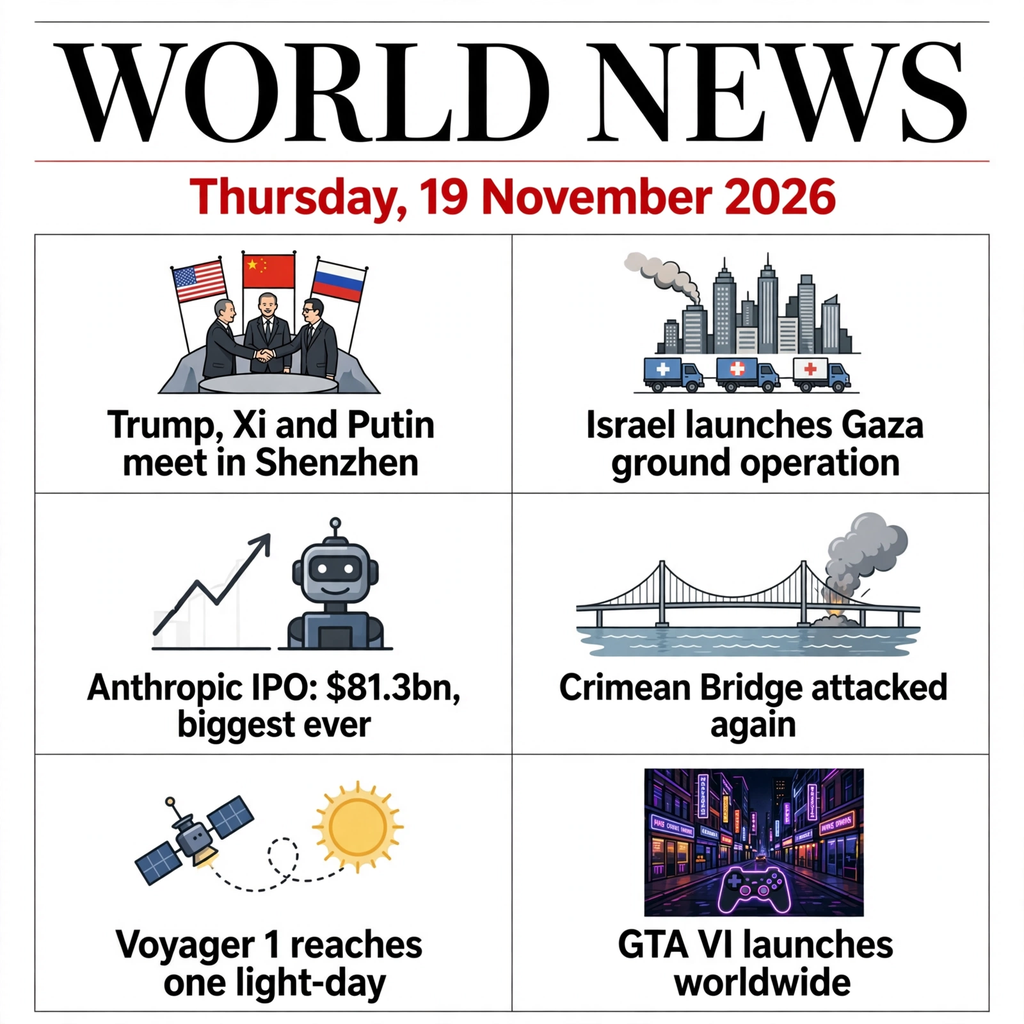 WORLD NEWS
Thursday, 19 November 2026
Trump, Xi and Putin
meet in Shenzhen
Israel launches Gaza
ground operation
Anthropic IPO: $81.3bn,
biggest ever
Crimean Bridge attacked
again
Voyager 1 reaches
one light-day
GTA VI launches
worldwide